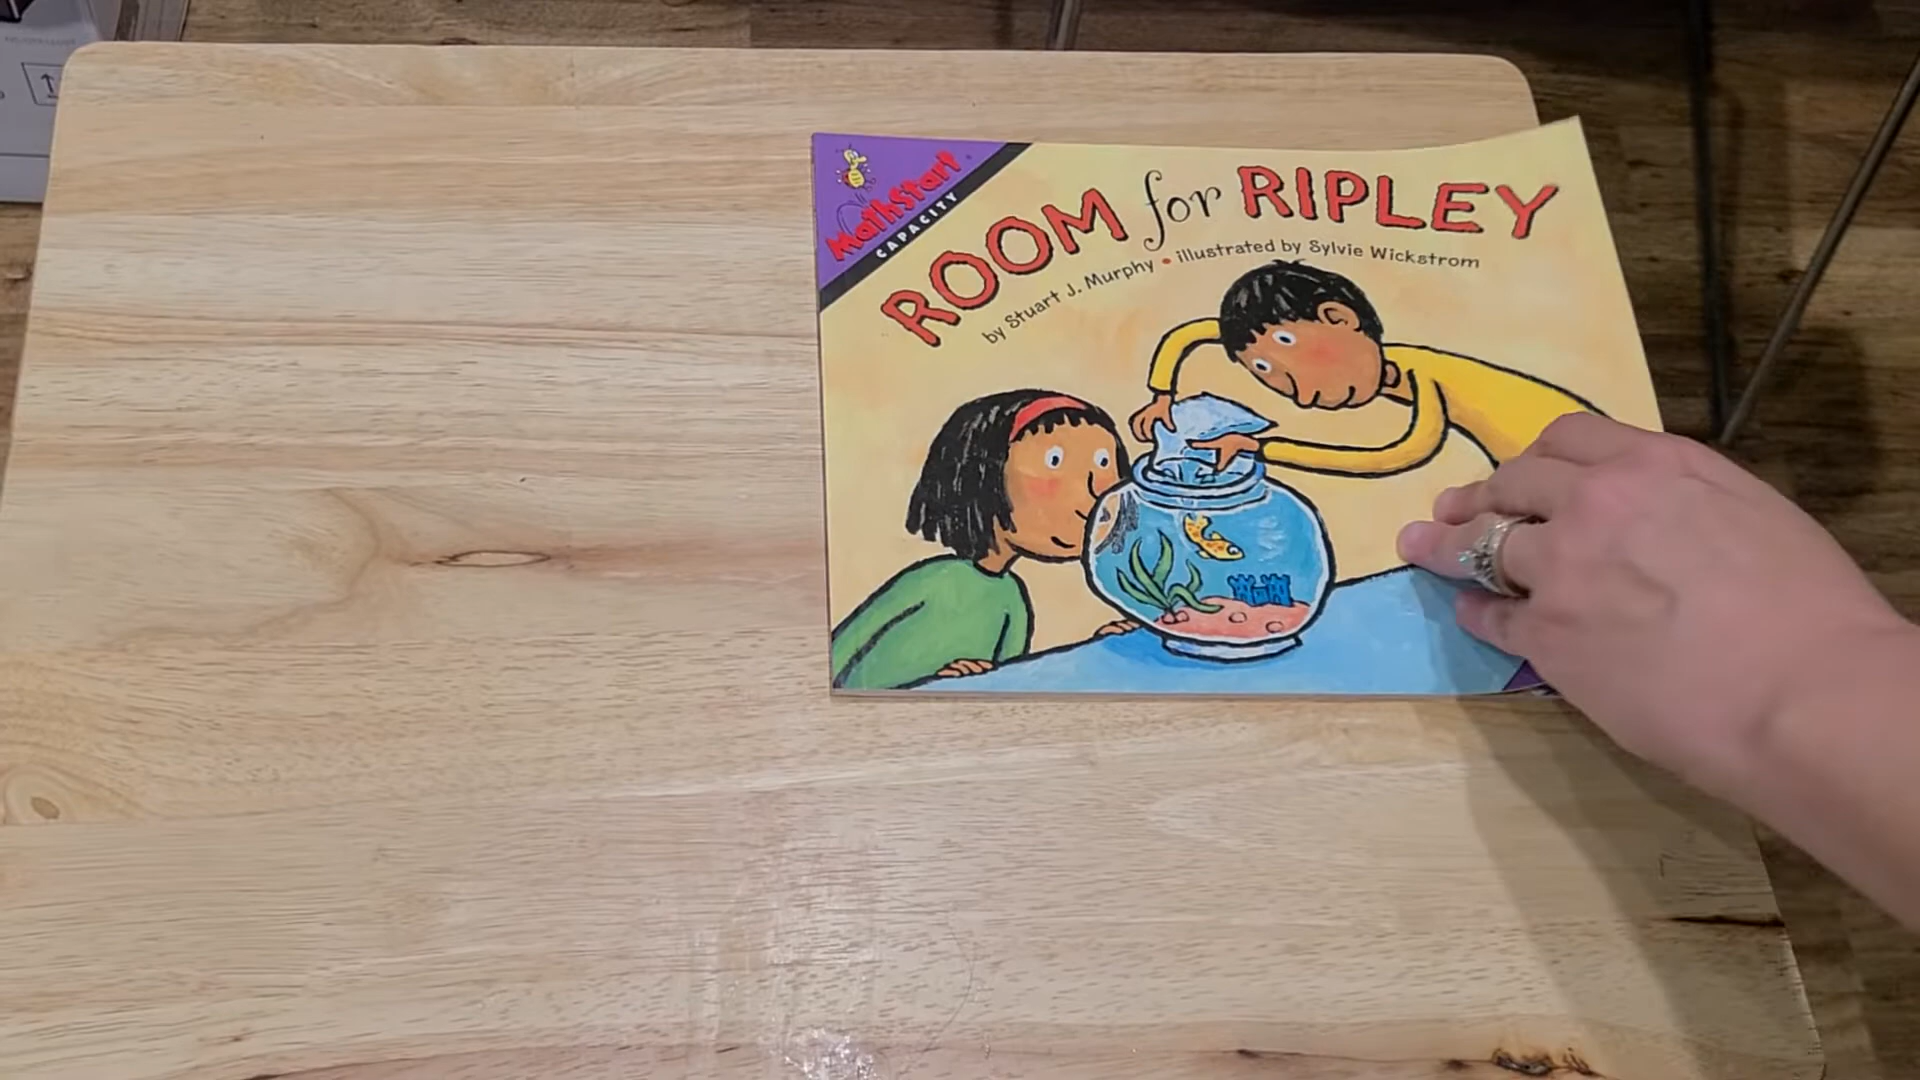 MathStart
CAPACITY
ROOM for RIPLEY
by Stuart J. Murphy • illustrated by Sylvie Wickstrom